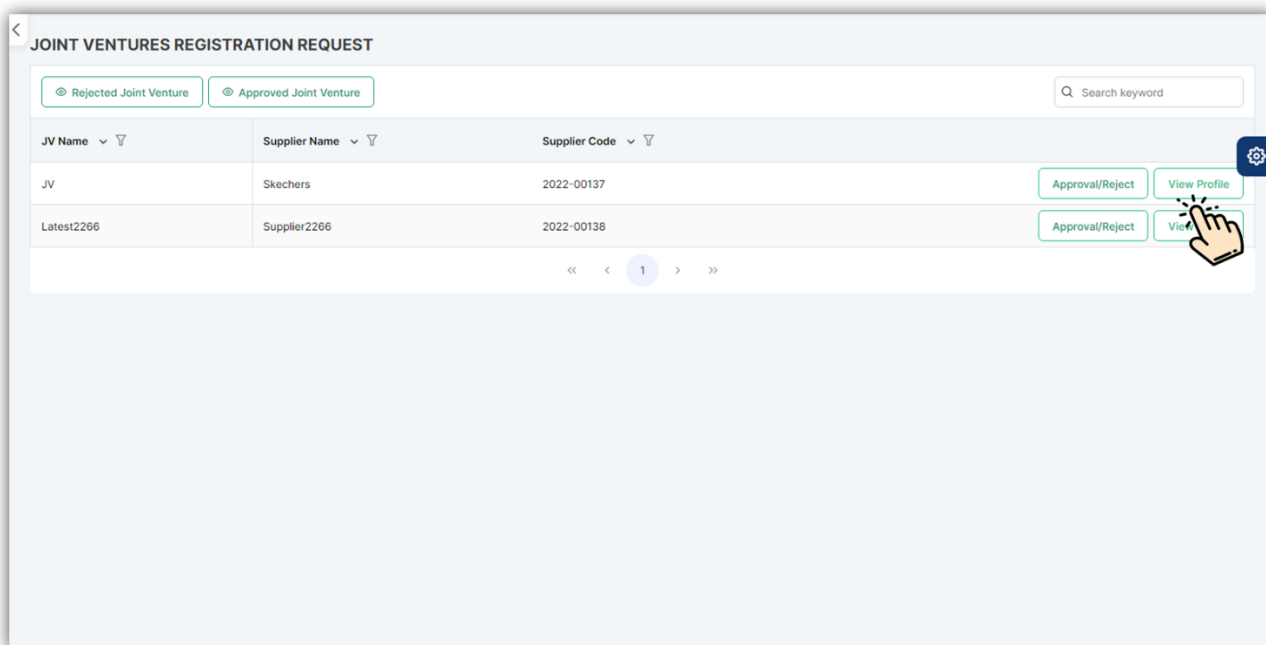 JOINT VENTURES REGISTRATION REQUEST
Rejected Joint Venture Approved Joint Venture Search keyword
JV Name Supplier Name Supplier Code
JV Skechers 2022-00137 Approval/Reject View Profile
Latest2266 Supplier2266 2022-00138 Approval/Reject View
1